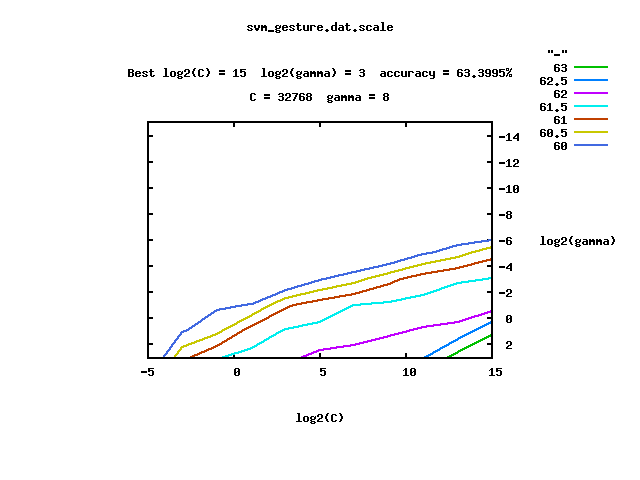 svm_gesture.dat.scale
Best log2(C) = 15  log2(gamma) = 3  accuracy = 63.3995%
C = 32768  gamma = 8
"-"
63
62.5
62
61.5
61
60.5
60
-14
-12
-10
-8
-6
-4
-2
0
2
log2(gamma)
-5 0 5 10 15
log2(C)